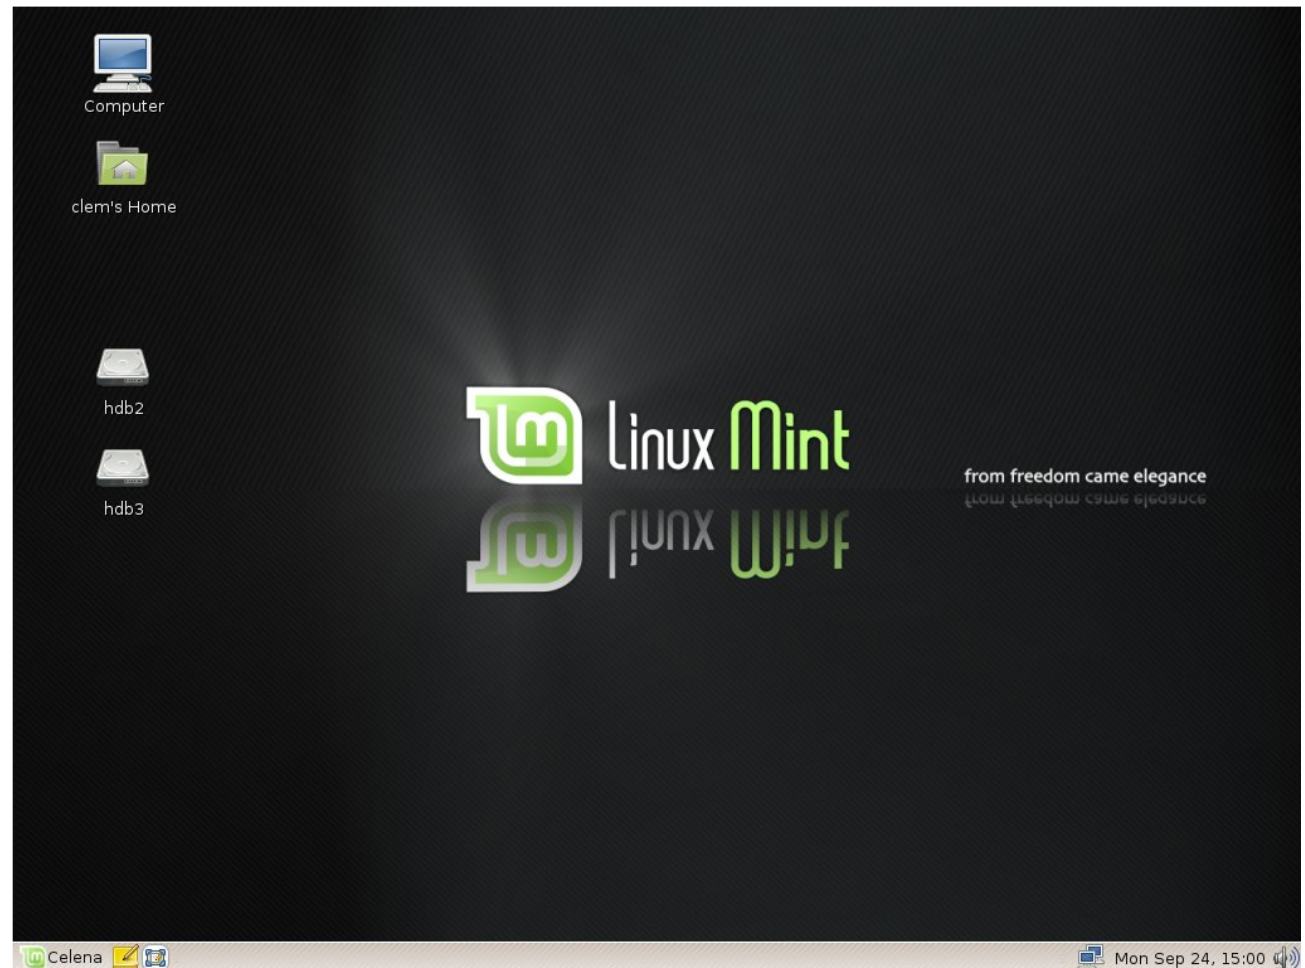 Computer
clem's Home
hdb2
hdb3
Linux Mint
from freedom came elegance
Celena
Mon Sep 24, 15:00